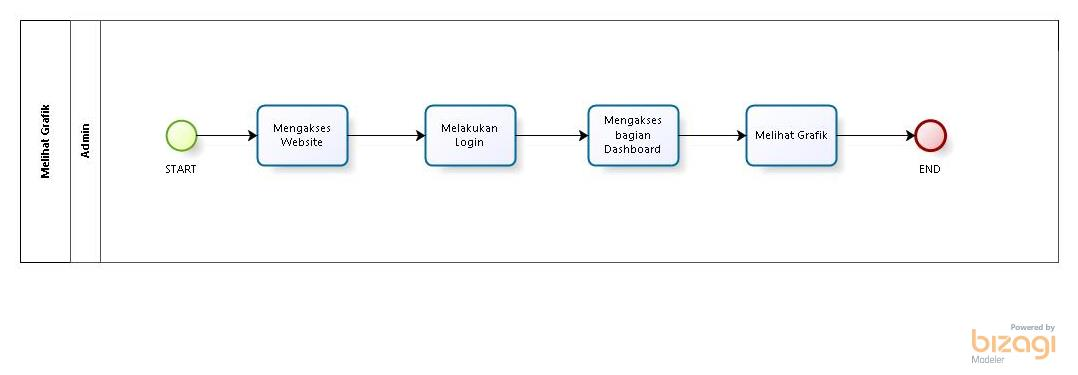 Melihat Grafik
Admin
START
Mengakses
Website
Melakukan
Login
Mengakses
bagian
Dashboard
Melihat Grafik
END
Powered by
bizagi
Modeler